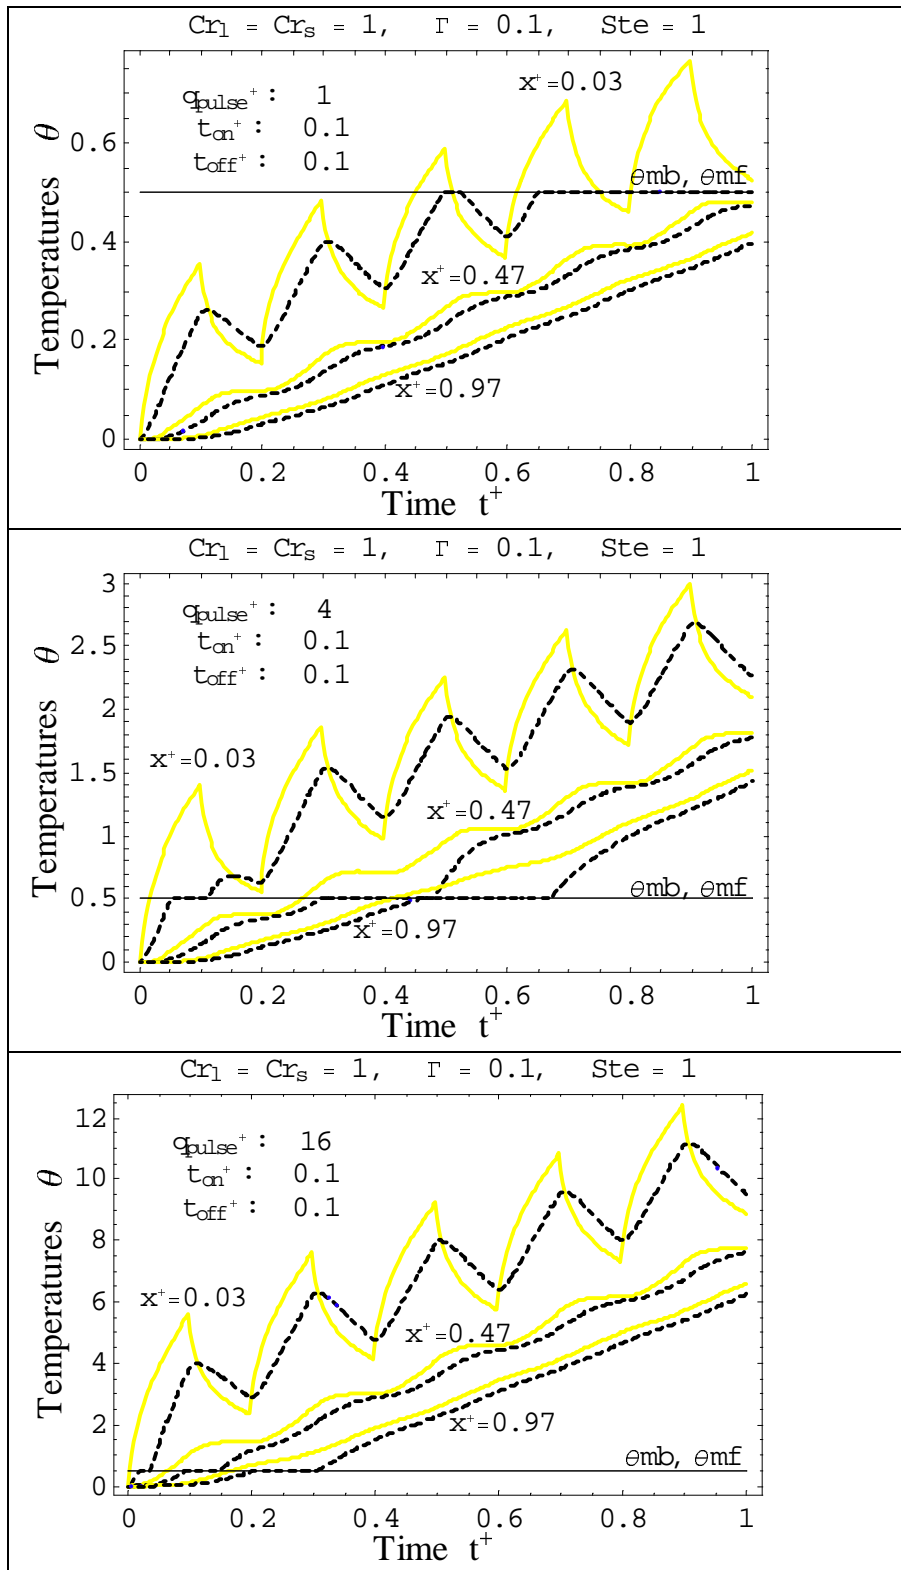 Cr_l = Cr_s = 1, Γ = 0.1, Ste = 1
q_pulse^+ : 1
t_on^+ : 0.1
t_off^+ : 0.1
x^+=0.03
θmb, θmf
x^+=0.47
x^+=0.97
Temperatures θ
0.6
0.4
0.2
0
0 0.2 0.4 0.6 0.8 1
Time t^+
Cr_l = Cr_s = 1, Γ = 0.1, Ste = 1
q_pulse^+ : 4
t_on^+ : 0.1
t_off^+ : 0.1
x^+=0.03
x^+=0.47
θmb, θmf
x^+=0.97
Temperatures θ
3
2.5
2
1.5
1
0.5
0
0 0.2 0.4 0.6 0.8 1
Time t^+
Cr_l = Cr_s = 1, Γ = 0.1, Ste = 1
q_pulse^+ : 16
t_on^+ : 0.1
t_off^+ : 0.1
x^+=0.03
x^+=0.47
x^+=0.97
θmb, θmf
Temperatures θ
12
10
8
6
4
2
0
0 0.2 0.4 0.6 0.8 1
Time t^+